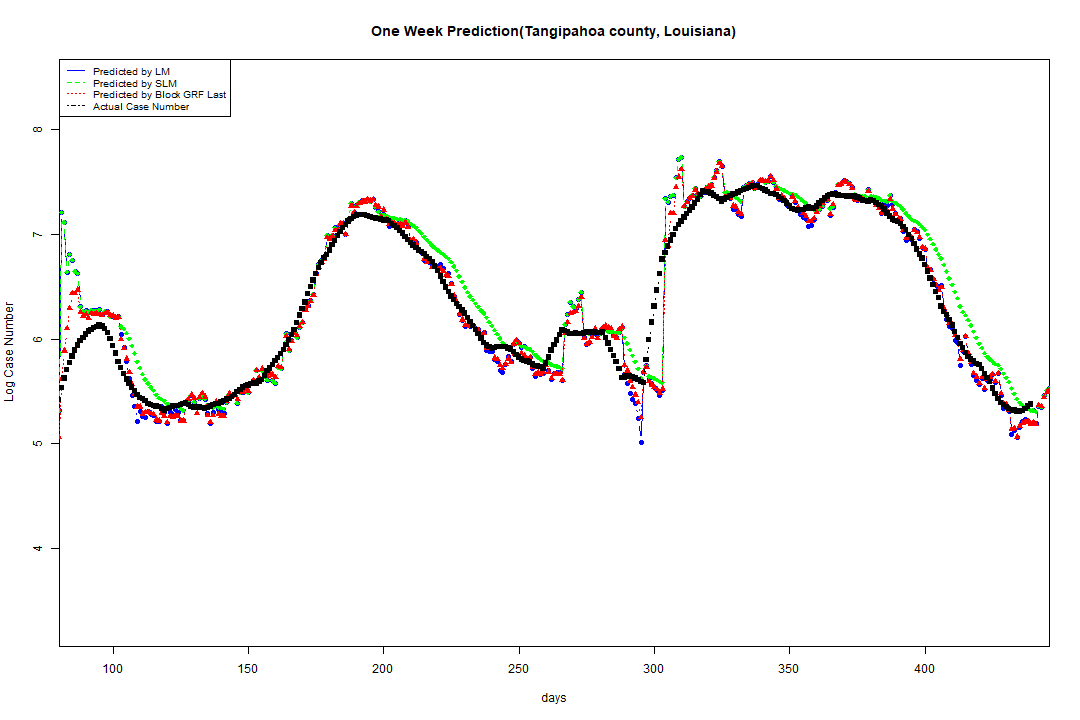 One Week Prediction(Tangipahoa county, Louisiana)
Predicted by LM
Predicted by SLM
Predicted by Block GRF Last
Actual Case Number
Log Case Number
8
7
6
5
4
100 150 200 250 300 350 400
days